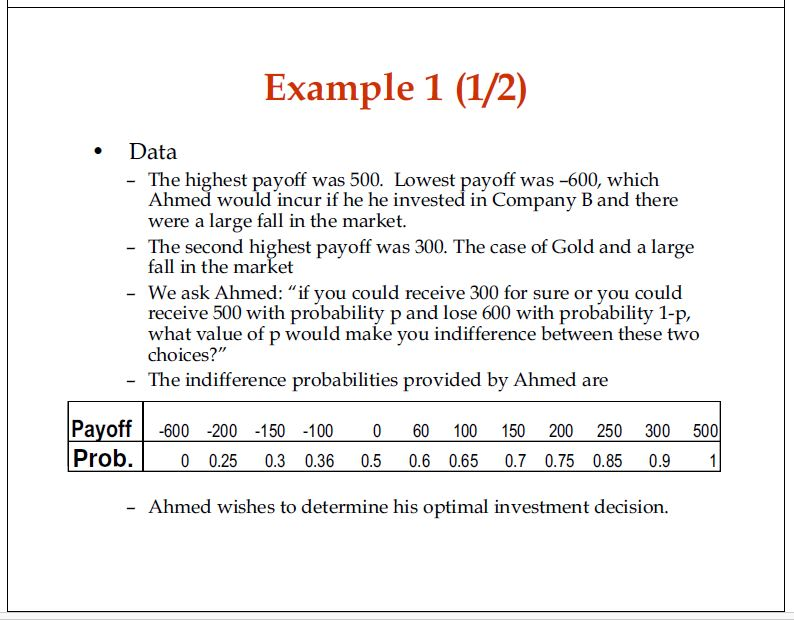 Example 1 (1/2)
• Data
– The highest payoff was 500. Lowest payoff was –600, which
Ahmed would incur if he he invested in Company B and there
were a large fall in the market.
– The second highest payoff was 300. The case of Gold and a large
fall in the market
– We ask Ahmed: “if you could receive 300 for sure or you could
receive 500 with probability p and lose 600 with probability 1-p,
what value of p would make you indifference between these two
choices?”
– The indifference probabilities provided by Ahmed are
Payoff -600 -200 -150 -100 0 60 100 150 200 250 300 500
Prob. 0 0.25 0.3 0.36 0.5 0.6 0.65 0.7 0.75 0.85 0.9 1
– Ahmed wishes to determine his optimal investment decision.